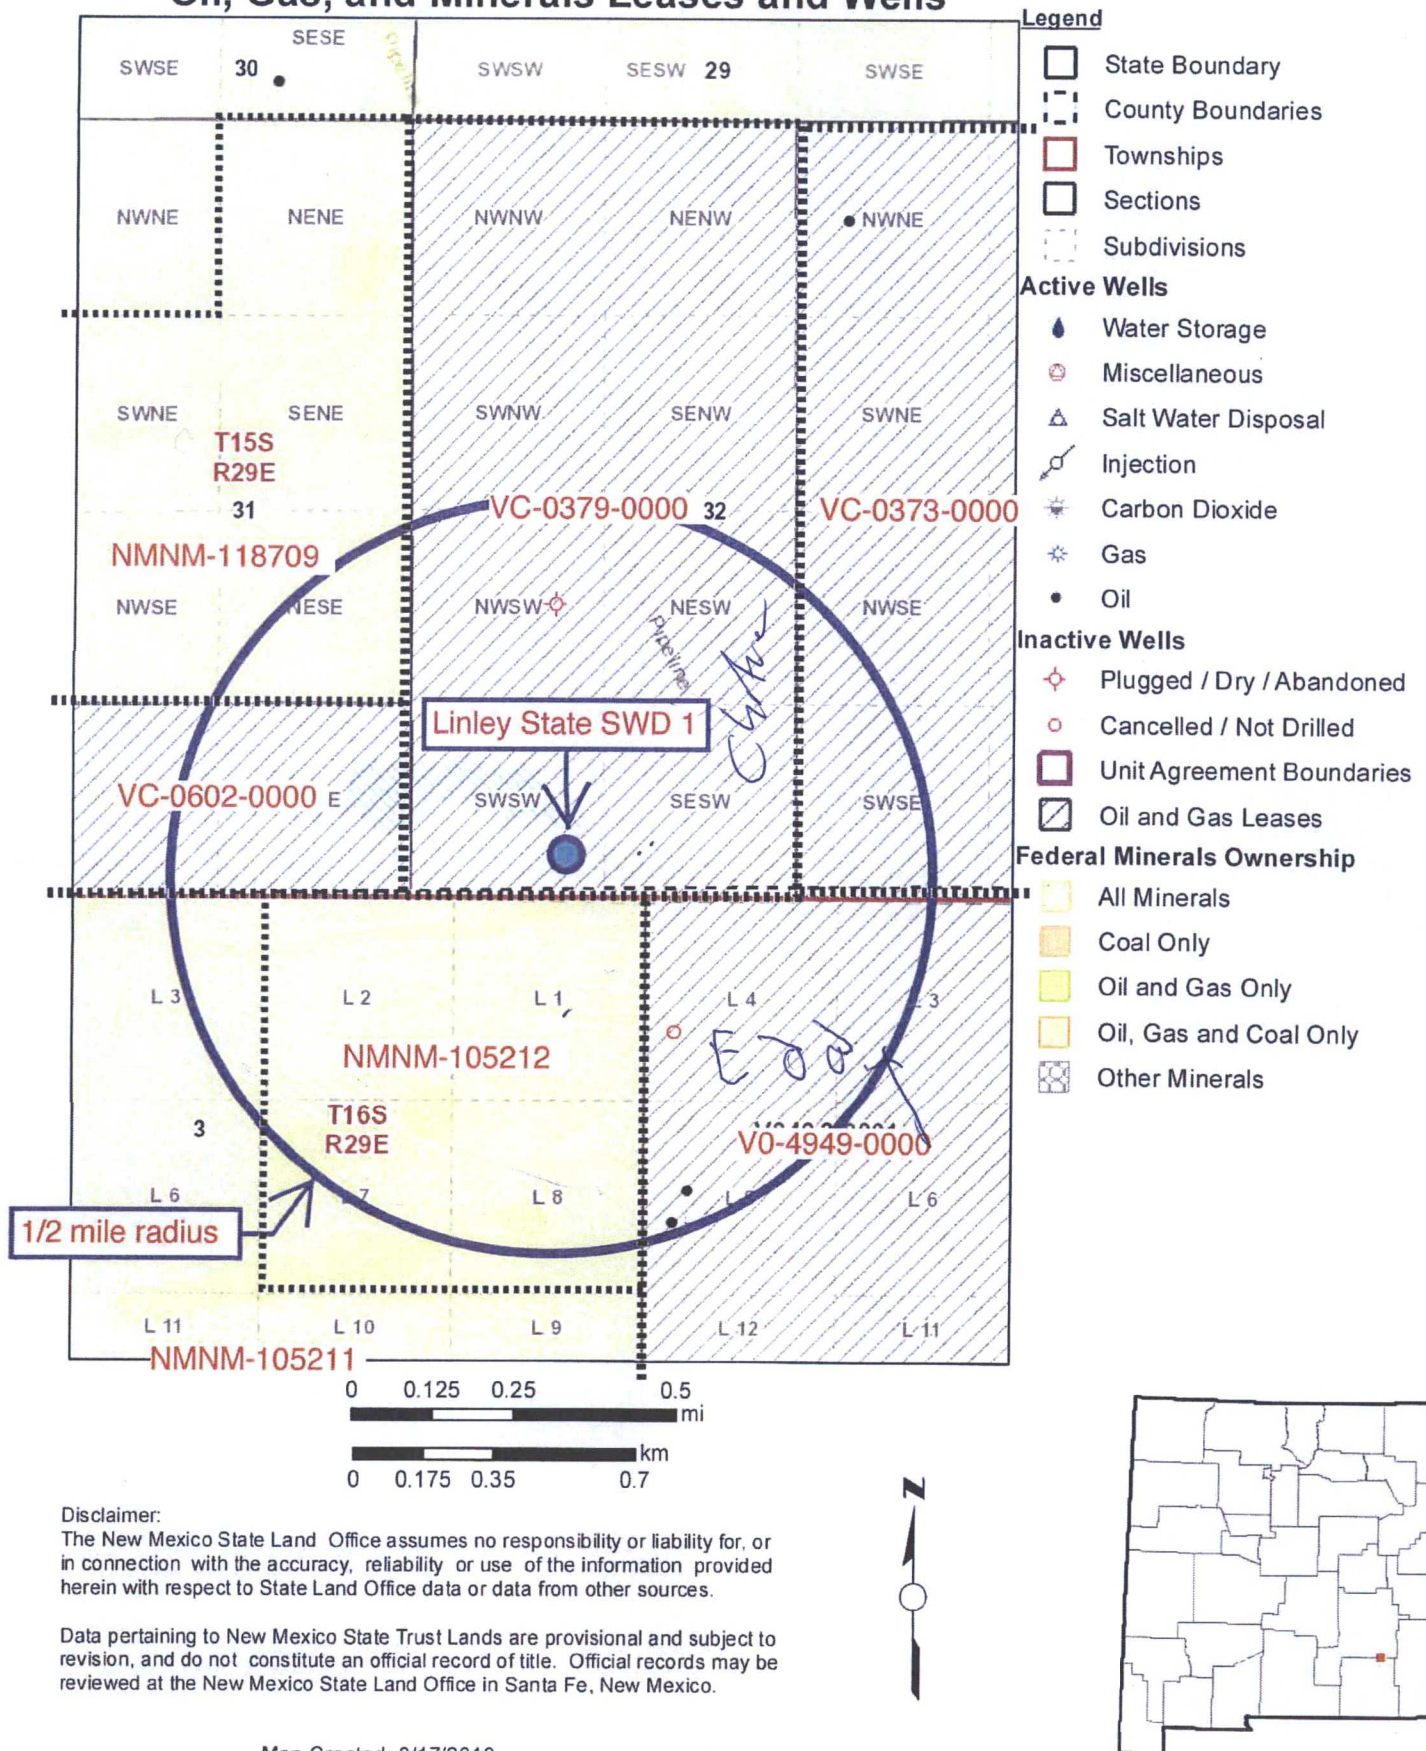 Oil, Gas, and Minerals Leases and Wells
SESE
SWSE
30
SWSW
SESW 29
SWSE
Pipeline
NWNE
NENE
NWNW
NENW
NWNE
SWNE
SENE
SWNW
SENW
SWNE
T15S
R29E
31
VC-0379-0000 32
VC-0373-0000
NMNM-118709
NWSE
NESE
NWSW
NESW
NWSE
Pipeline
Linley State SWD 1
VC-0602-0000 E
SWSW
SESW
SWSE
L 3
L 2
L 1
L 4
3
NMNM-105212
Eddy
3
T16S
R29E
V0-4949-0000
L 6
7
L 8
L 6
1/2 mile radius
L 11
L 10
L 9
L 12
L 11
NMNM-105211
0 0.125 0.25 0.5
mi
km
0 0.175 0.35 0.7
Legend
State Boundary
County Boundaries
Townships
Sections
Subdivisions
Active Wells
Water Storage
Miscellaneous
Salt Water Disposal
Injection
Carbon Dioxide
Gas
Oil
Inactive Wells
Plugged / Dry / Abandoned
Cancelled / Not Drilled
Unit Agreement Boundaries
Oil and Gas Leases
Federal Minerals Ownership
All Minerals
Coal Only
Oil and Gas Only
Oil, Gas and Coal Only
Other Minerals
N
Disclaimer:
The New Mexico State Land Office assumes no responsibility or liability for, or
in connection with the accuracy, reliability or use of the information provided
herein with respect to State Land Office data or data from other sources.
Data pertaining to New Mexico State Trust Lands are provisional and subject to
revision, and do not constitute an official record of title. Official records may be
reviewed at the New Mexico State Land Office in Santa Fe, New Mexico.